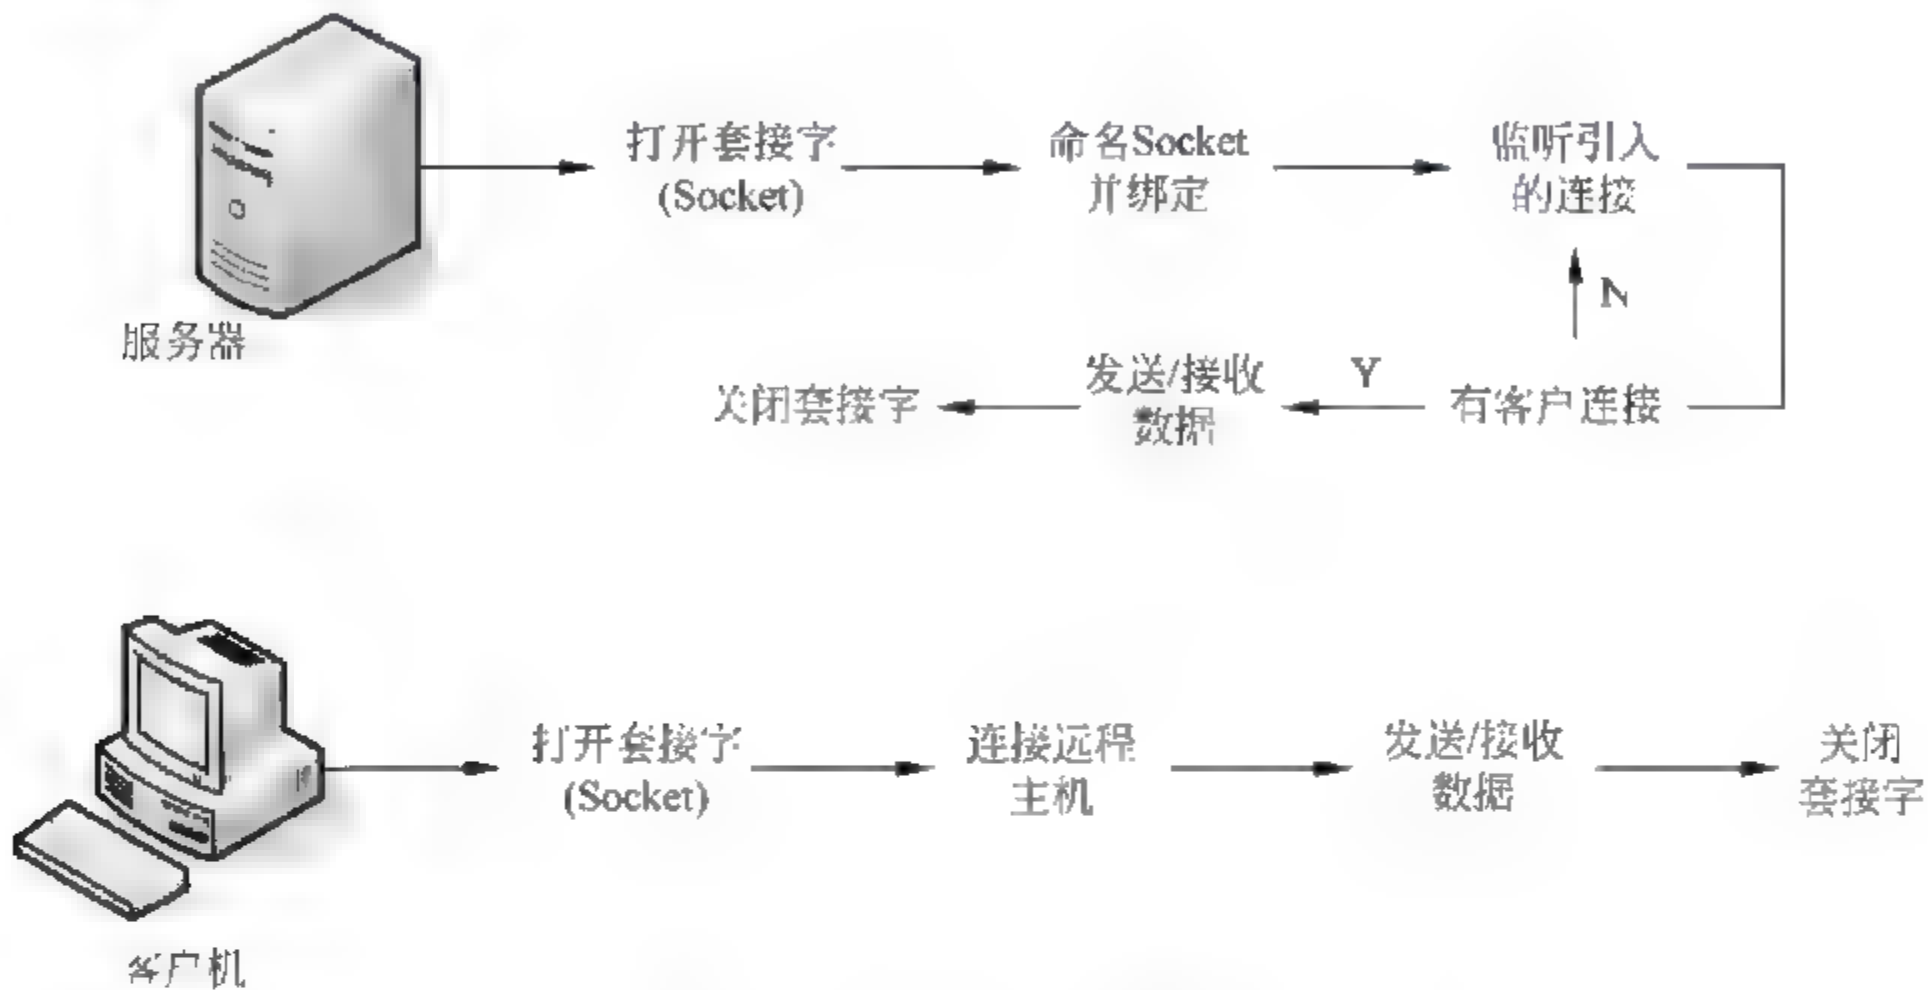 打开套接字
(Socket)
命名Socket
并绑定
监听引入
的连接
N
服务器
关闭套接字
发送/接收
数据
Y
有客户连接
打开套接字
(Socket)
连接远程
主机
发送/接收
数据
关闭
套接字
客户机